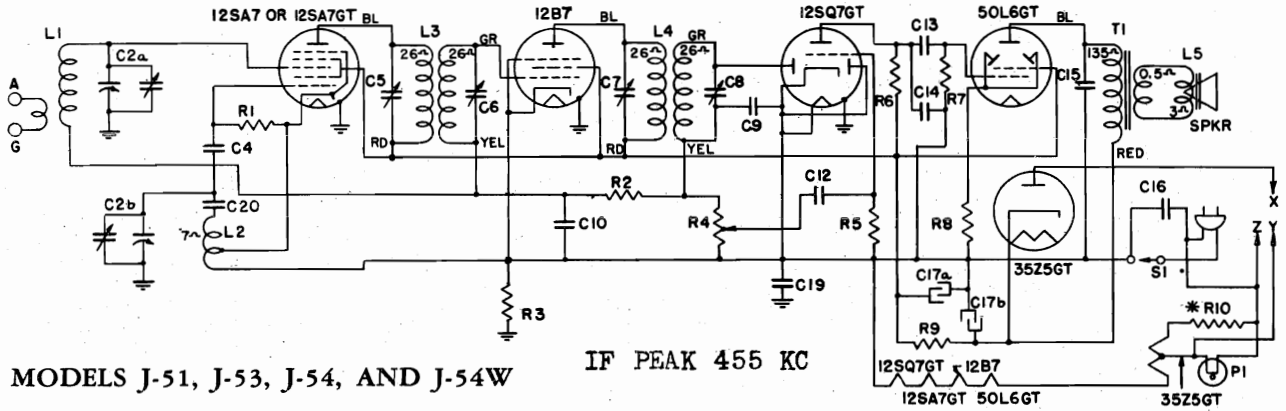 12SA7 OR 12SA7GT
12B7
12SQ7GT
50L6GT
L1
C2a
BL
L3
26Ω
26Ω
GR
BL
L4
26Ω
GR
26Ω
C13
BL
T1
135Ω
L5
0.5Ω
3Ω
SPKR
A
G
R1
C4
C5
C6
C7
C8
C9
R6
C14
R7
C15
RD
YEL
RD
YEL
RED
C2b
C20
7Ω
L2
R2
C10
R4
C12
R5
R8
35Z5GT
C16
X
Z Y
S1
R3
C19
C17a
C17b
R9
* R10
MODELS J-51, J-53, J-54, AND J-54W
IF PEAK 455 KC
12SQ7GT
12B7
12SA7GT
50L6GT
35Z5GT
P1